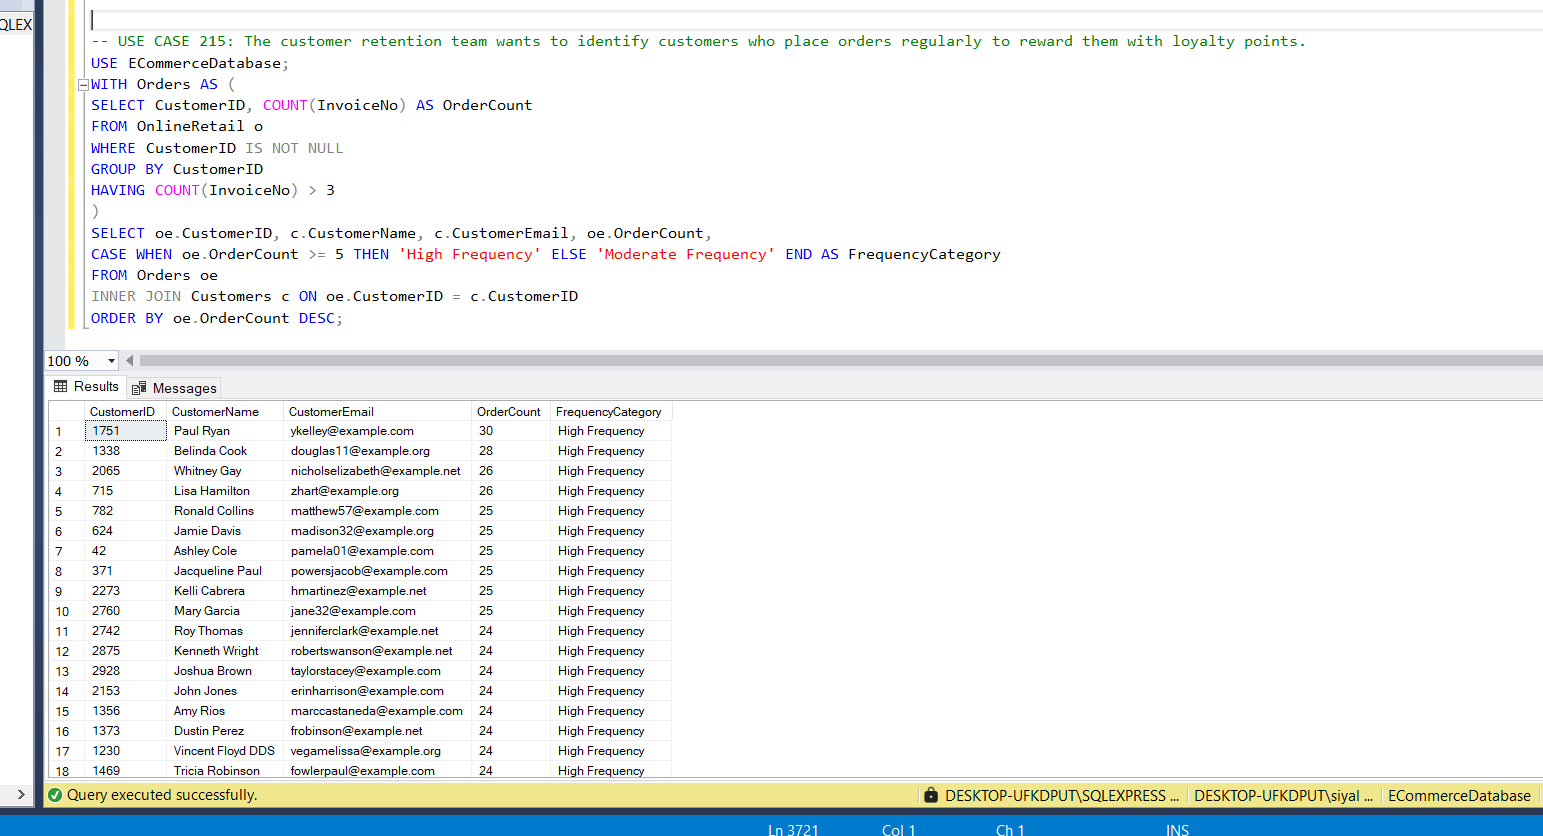 QLEX
-- USE CASE 215: The customer retention team wants to identify customers who place orders regularly to reward them with loyalty points.
USE ECommerceDatabase;
WITH Orders AS (
SELECT CustomerID, COUNT(InvoiceNo) AS OrderCount
FROM OnlineRetail o
WHERE CustomerID IS NOT NULL
GROUP BY CustomerID
HAVING COUNT(InvoiceNo) > 3
)
SELECT oe.CustomerID, c.CustomerName, c.CustomerEmail, oe.OrderCount,
CASE WHEN oe.OrderCount >= 5 THEN 'High Frequency' ELSE 'Moderate Frequency' END AS FrequencyCategory
FROM Orders oe
INNER JOIN Customers c ON oe.CustomerID = c.CustomerID
ORDER BY oe.OrderCount DESC;
100 %
Results Messages
CustomerID CustomerName CustomerEmail OrderCount FrequencyCategory
1 1751 Paul Ryan ykelley@example.com 30 High Frequency
2 1338 Belinda Cook douglas11@example.org 28 High Frequency
3 2065 Whitney Gay nicholselizabeth@example.net 26 High Frequency
4 715 Lisa Hamilton zhart@example.org 26 High Frequency
5 782 Ronald Collins matthew57@example.com 25 High Frequency
6 624 Jamie Davis madison32@example.org 25 High Frequency
7 42 Ashley Cole pamela01@example.com 25 High Frequency
8 371 Jacqueline Paul powersjacob@example.com 25 High Frequency
9 2273 Kelli Cabrera hmartinez@example.net 25 High Frequency
10 2760 Mary Garcia jane32@example.com 25 High Frequency
11 2742 Roy Thomas jenniferclark@example.net 24 High Frequency
12 2875 Kenneth Wright robertswanson@example.net 24 High Frequency
13 2928 Joshua Brown taylorstacey@example.com 24 High Frequency
14 2153 John Jones erinharrison@example.com 24 High Frequency
15 1356 Amy Rios marccastaneda@example.com 24 High Frequency
16 1373 Dustin Perez frobinson@example.net 24 High Frequency
17 1230 Vincent Floyd DDS vegamelissa@example.org 24 High Frequency
18 1469 Tricia Robinson fowlerpaul@example.com 24 High Frequency
Query executed successfully. DESKTOP-UFKDPUT\SQLEXPRESS ... DESKTOP-UFKDPUT\siyal ... ECommerceDatabase
Ln 3721 Col 1 Ch 1 INS